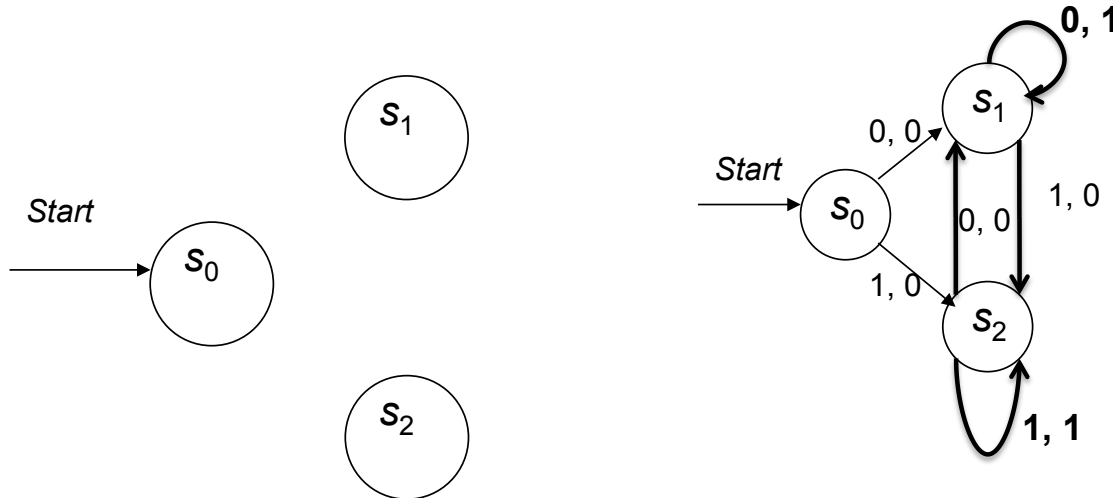 s₁
Start
s₀
s₂
0, 1
s₁
0, 0
Start
1, 0
s₀
0, 0
1, 0
s₂
1, 1